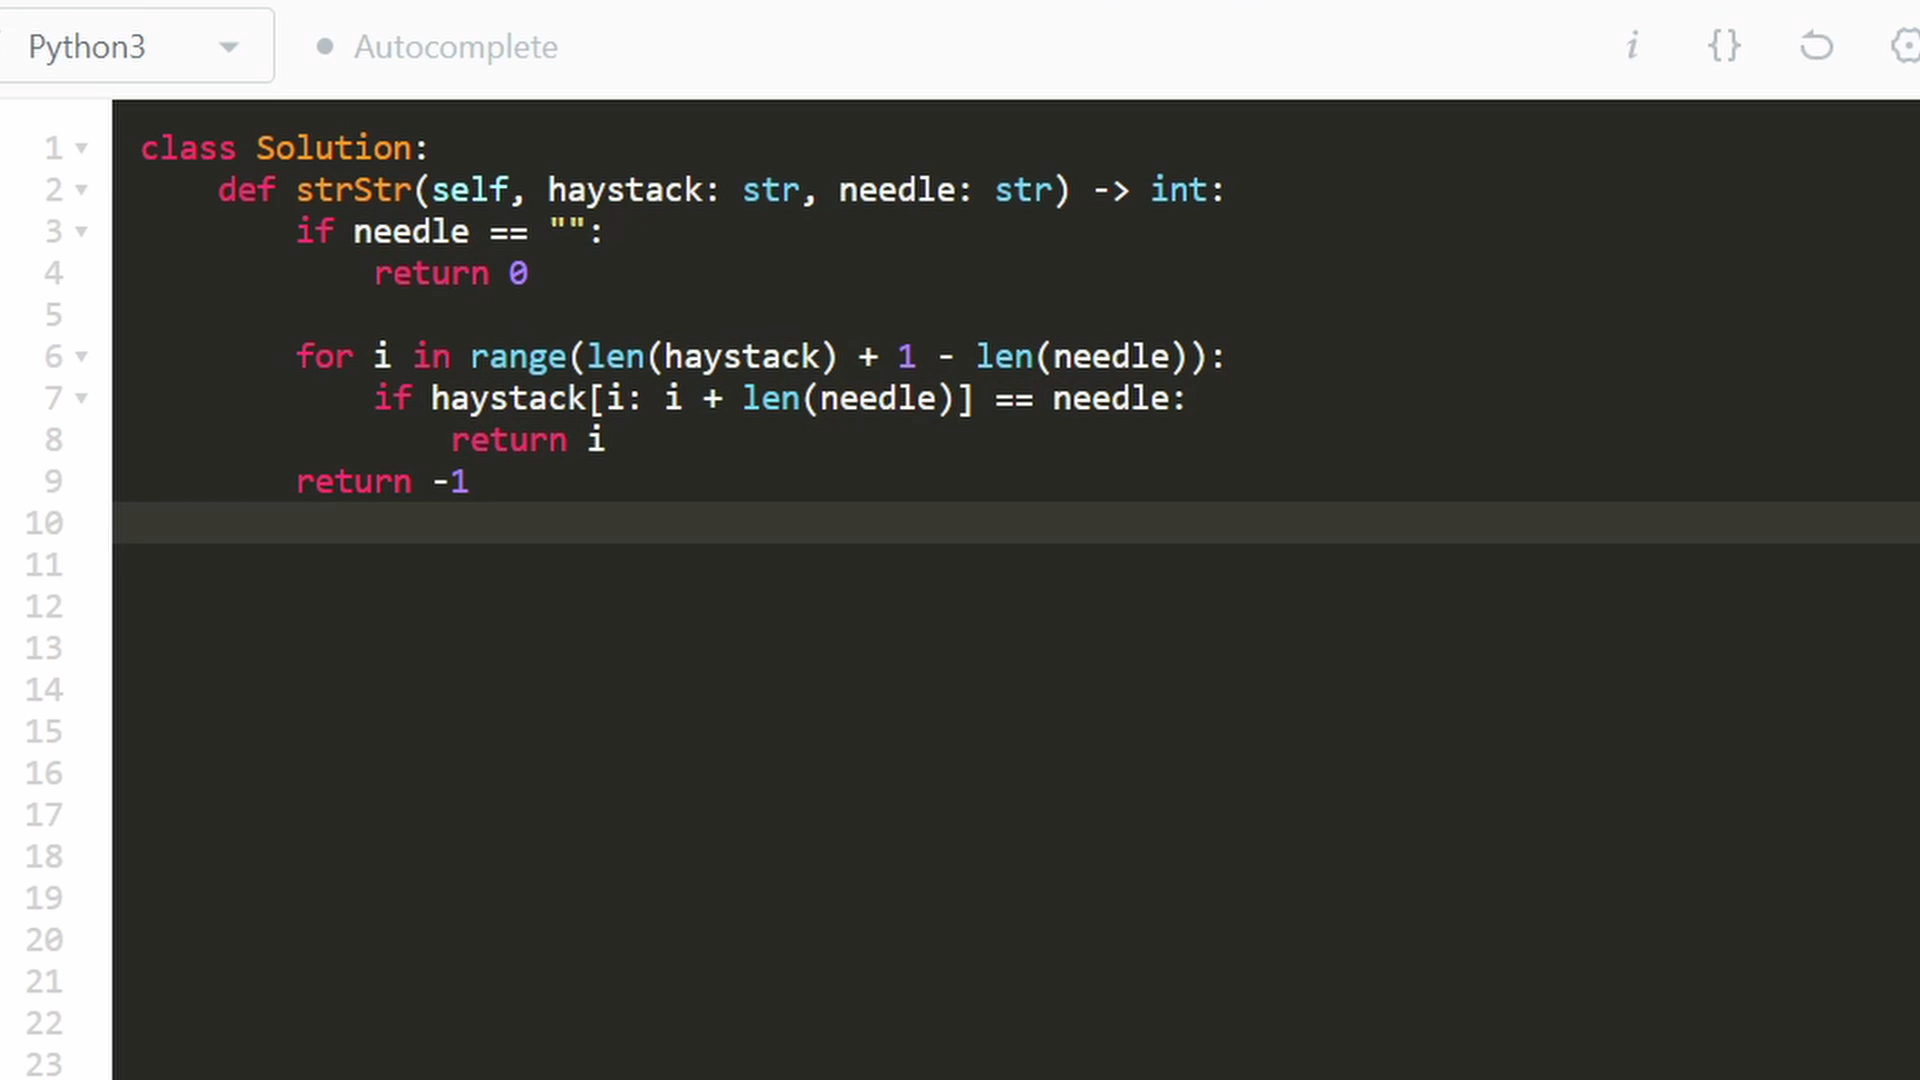 Python3 Autocomplete i {}
1 class Solution:
2 def strStr(self, haystack: str, needle: str) -> int:
3 if needle == "":
4 return 0
5
6 for i in range(len(haystack) + 1 - len(needle)):
7 if haystack[i: i + len(needle)] == needle:
8 return i
9 return -1
10
11
12
13
14
15
16
17
18
19
20
21
22
23